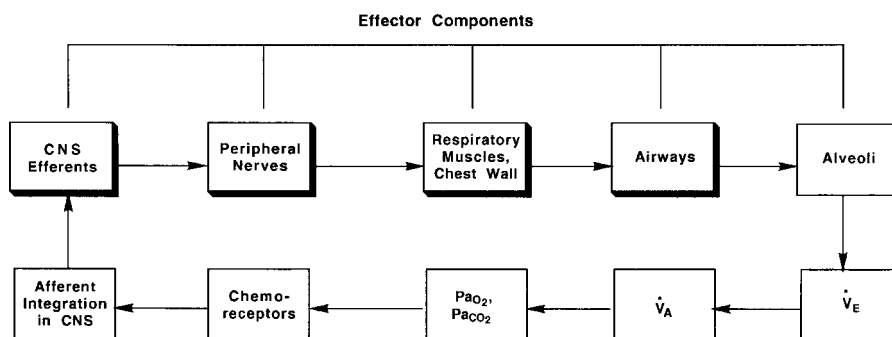 Effector Components
CNS
Efferents
Peripheral
Nerves
Respiratory
Muscles,
Chest Wall
Airways
Alveoli
Afferent
Integration
in CNS
Chemo-
receptors
PaO₂,
PaCO₂
V̇A
V̇E